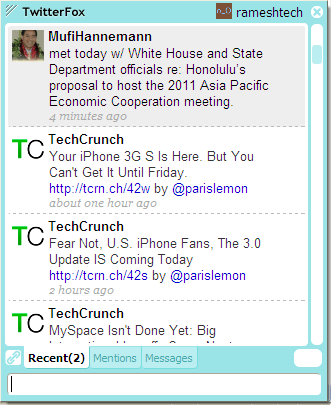 TwitterFox
rameshtech
MufiHannemann
met today w/ White House and State
Department officials re: Honolulu's
proposal to host the 2011 Asia Pacific
Economic Cooperation meeting.
4 minutes ago
TC
TechCrunch
Your iPhone 3G S Is Here. But You
Can't Get It Until Friday.
http://tcrn.ch/42w by @parislemon
about one hour ago
TC
TechCrunch
Fear Not, U.S. iPhone Fans, The 3.0
Update IS Coming Today
http://tcrn.ch/42s by @parislemon
2 hours ago
TC
TechCrunch
MySpace Isn't Done Yet: Big
Recent(2) Mentions Messages